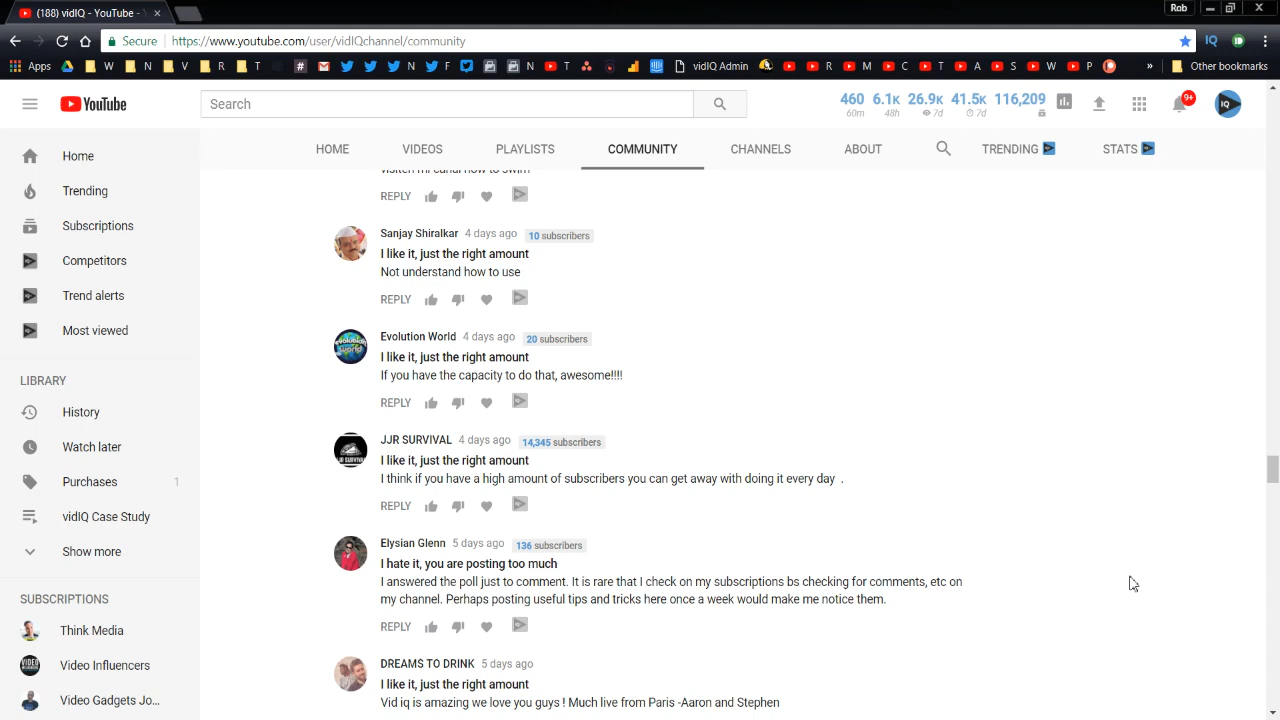 (188) vidIQ - YouTube -
Rob
Secure
https://www.youtube.com/user/vidIQchannel/community
Apps W N V R T N F N T vidIQ Admin R M C T A S W P » Other bookmarks
YouTube
Search
460 6.1K 26.9K 41.5K 116,209
60m 48h 7d 7d
9+
IQ
HOME VIDEOS PLAYLISTS COMMUNITY CHANNELS ABOUT TRENDING STATS
Home
Trending
Subscriptions
Competitors
Trend alerts
Most viewed
LIBRARY
History
Watch later
Purchases 1
vidIQ Case Study
Show more
SUBSCRIPTIONS
Think Media
Video Influencers
Video Gadgets Jo...
visiten mi canal how to swim
REPLY
Sanjay Shiralkar 4 days ago 10 subscribers
I like it, just the right amount
Not understand how to use
REPLY
Evolution World 4 days ago 20 subscribers
I like it, just the right amount
If you have the capacity to do that, awesome!!!!
REPLY
JJR SURVIVAL 4 days ago 14,345 subscribers
I like it, just the right amount
I think if you have a high amount of subscribers you can get away with doing it every day .
REPLY
Elysian Glenn 5 days ago 136 subscribers
I hate it, you are posting too much
I answered the poll just to comment. It is rare that I check on my subscriptions bs checking for comments, etc on
my channel. Perhaps posting useful tips and tricks here once a week would make me notice them.
REPLY
DREAMS TO DRINK 5 days ago
I like it, just the right amount
Vid iq is amazing we love you guys ! Much live from Paris -Aaron and Stephen